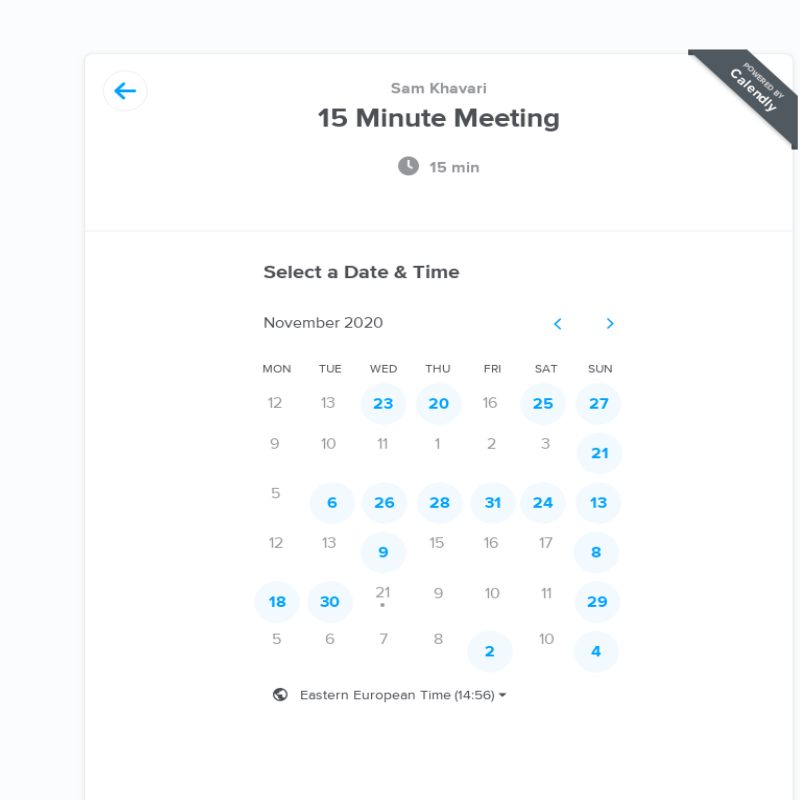 POWERED BY
Calendly
Sam Khavari
15 Minute Meeting
15 min
Select a Date & Time
November 2020
MON TUE WED THU FRI SAT SUN
12 13 23 20 16 25 27
9 10 11 1 2 3 21
5 6 26 28 31 24 13
12 13 9 15 16 17 8
18 30 21 9 10 11 29
5 6 7 8 2 10 4
Eastern European Time (14:56)